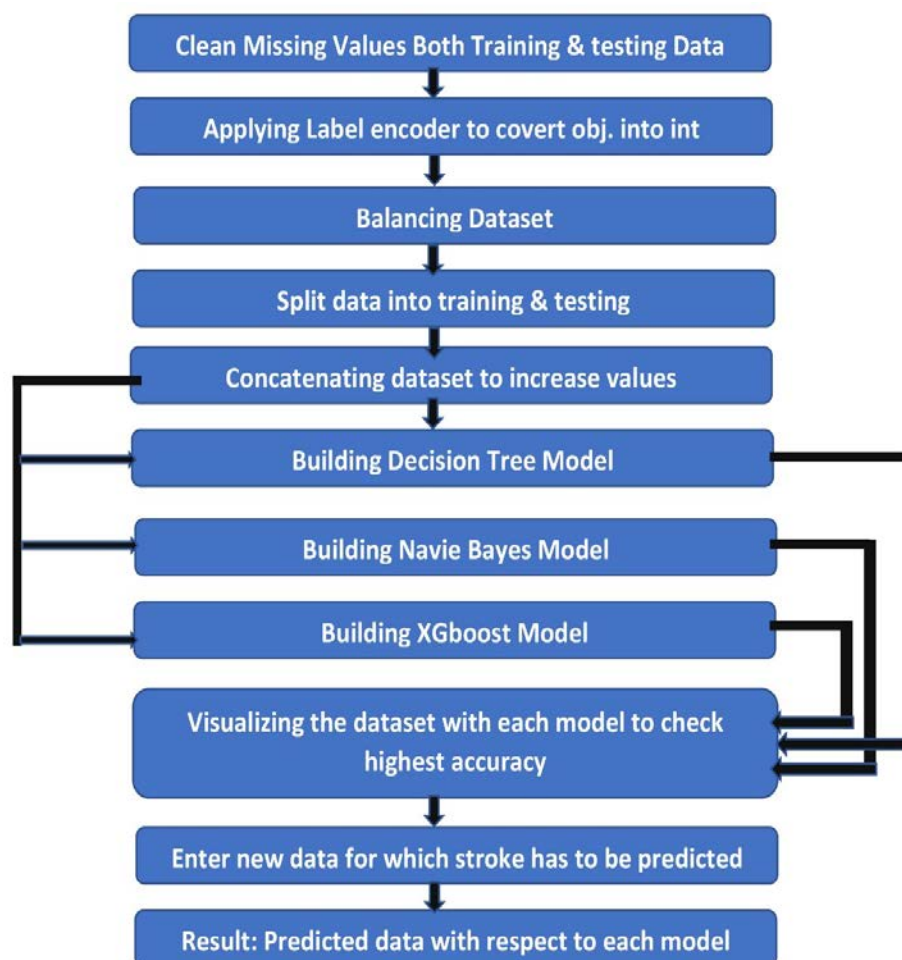 Clean Missing Values Both Training & testing Data
Applying Label encoder to covert obj. into int
Balancing Dataset
Split data into training & testing
Concatenating dataset to increase values
Building Decision Tree Model
Building Navie Bayes Model
Building XGboost Model
Visualizing the dataset with each model to check
highest accuracy
Enter new data for which stroke has to be predicted
Result: Predicted data with respect to each model